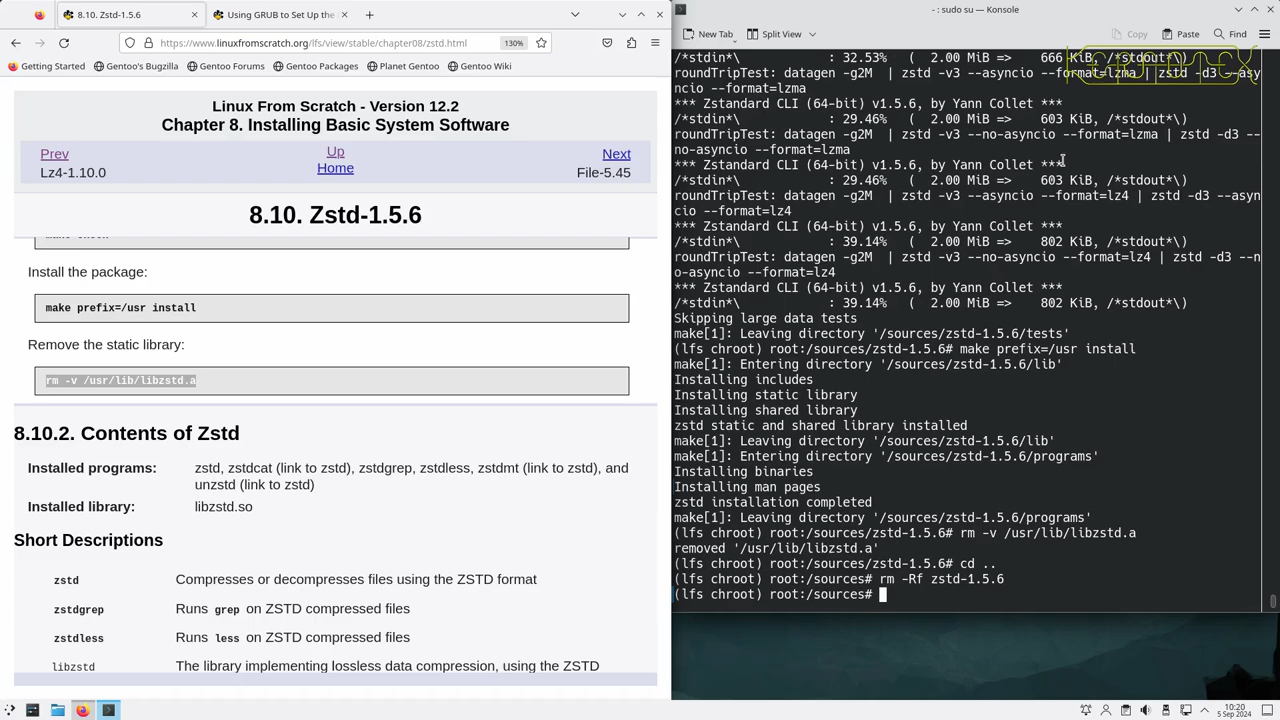 8.10. Zstd-1.5.6
Using GRUB to Set Up the
https://www.linuxfromscratch.org/lfs/view/stable/chapter08/zstd.html
130%
Getting Started
Gentoo's Bugzilla
Gentoo Forums
Gentoo Packages
Planet Gentoo
Gentoo Wiki
Linux From Scratch - Version 12.2
Chapter 8. Installing Basic System Software
Prev
Up
Next
Lz4-1.10.0
Home
File-5.45
8.10. Zstd-1.5.6
make check
Install the package:
make prefix=/usr install
Remove the static library:
rm -v /usr/lib/libzstd.a
8.10.2. Contents of Zstd
Installed programs: zstd, zstdcat (link to zstd), zstdgrep, zstdless, zstdmt (link to zstd), and
unzstd (link to zstd)
Installed library: libzstd.so
Short Descriptions
zstd Compresses or decompresses files using the ZSTD format
zstdgrep Runs grep on ZSTD compressed files
zstdless Runs less on ZSTD compressed files
libzstd The library implementing lossless data compression, using the ZSTD
- : sudo su — Konsole
New Tab
Split View
Copy
Paste
Find
/*stdin*\ : 32.53% ( 2.00 MiB => 666 KiB, /*stdout*\)
roundTripTest: datagen -g2M | zstd -v3 --asyncio --format=lzma | zstd -d3 --asy
ncio --format=lzma
*** Zstandard CLI (64-bit) v1.5.6, by Yann Collet ***
/*stdin*\ : 29.46% ( 2.00 MiB => 603 KiB, /*stdout*\)
roundTripTest: datagen -g2M | zstd -v3 --no-asyncio --format=lzma | zstd -d3 --
no-asyncio --format=lzma
*** Zstandard CLI (64-bit) v1.5.6, by Yann Collet ***
/*stdin*\ : 29.46% ( 2.00 MiB => 603 KiB, /*stdout*\)
roundTripTest: datagen -g2M | zstd -v3 --asyncio --format=lz4 | zstd -d3 --asyn
cio --format=lz4
*** Zstandard CLI (64-bit) v1.5.6, by Yann Collet ***
/*stdin*\ : 39.14% ( 2.00 MiB => 802 KiB, /*stdout*\)
roundTripTest: datagen -g2M | zstd -v3 --no-asyncio --format=lz4 | zstd -d3 --n
o-asyncio --format=lz4
*** Zstandard CLI (64-bit) v1.5.6, by Yann Collet ***
/*stdin*\ : 39.14% ( 2.00 MiB => 802 KiB, /*stdout*\)
Skipping large data tests
make[1]: Leaving directory '/sources/zstd-1.5.6/tests'
(lfs chroot) root:/sources/zstd-1.5.6# make prefix=/usr install
make[1]: Entering directory '/sources/zstd-1.5.6/lib'
Installing includes
Installing static library
Installing shared library
zstd static and shared library installed
make[1]: Leaving directory '/sources/zstd-1.5.6/lib'
make[1]: Entering directory '/sources/zstd-1.5.6/programs'
Installing binaries
Installing man pages
zstd installation completed
make[1]: Leaving directory '/sources/zstd-1.5.6/programs'
(lfs chroot) root:/sources/zstd-1.5.6# rm -v /usr/lib/libzstd.a
removed '/usr/lib/libzstd.a'
(lfs chroot) root:/sources/zstd-1.5.6# cd ..
(lfs chroot) root:/sources# rm -Rf zstd-1.5.6
(lfs chroot) root:/sources#
10:20
5 Sep 2024